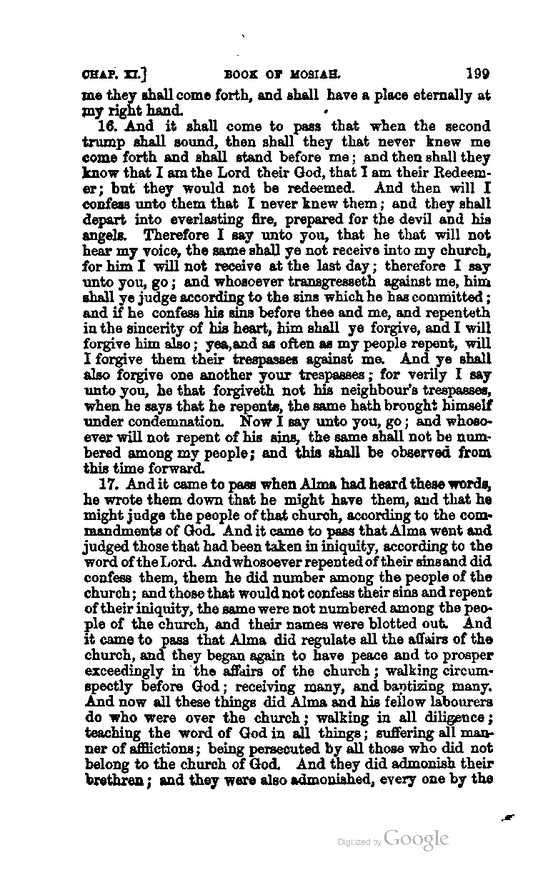 CHAP. XI.] BOOK OF MOSIAH. 199
me they shall come forth, and shall have a place eternally at
my right hand.
16. And it shall come to pass that when the second
trump shall sound, then shall they that never knew me
come forth and shall stand before me; and then shall they
know that I am the Lord their God, that I am their Redeem-
er; but they would not be redeemed. And then will I
confess unto them that I never knew them; and they shall
depart into everlasting fire, prepared for the devil and his
angels. Therefore I say unto you, that he that will not
hear my voice, the same shall ye not receive into my church,
for him I will not receive at the last day; therefore I say
unto you, go; and whosoever transgresseth against me, him
shall ye judge according to the sins which he has committed;
and if he confess his sins before thee and me, and repenteth
in the sincerity of his heart, him shall ye forgive, and I will
forgive him also; yea, and as often as my people repent, will
I forgive them their trespasses against me. And ye shall
also forgive one another your trespasses; for verily I say
unto you, he that forgiveth not his neighbour's trespasses,
when he says that he repents, the same hath brought himself
under condemnation. Now I say unto you, go; and whoso-
ever will not repent of his sins, the same shall not be num-
bered among my people; and this shall be observed from
this time forward.
17. And it came to pass when Alma had heard these words,
he wrote them down that he might have them, and that he
might judge the people of that church, according to the com-
mandments of God. And it came to pass that Alma went and
judged those that had been taken in iniquity, according to the
word of the Lord. And whosoever repented of their sins and did
confess them, them he did number among the people of the
church; and those that would not confess their sins and repent
of their iniquity, the same were not numbered among the peo-
ple of the church, and their names were blotted out. And
it came to pass that Alma did regulate all the affairs of the
church, and they began again to have peace and to prosper
exceedingly in the affairs of the church; walking circum-
spectly before God; receiving many, and baptizing many.
And now all these things did Alma and his fellow labourers
do who were over the church; walking in all diligence;
teaching the word of God in all things; suffering all man-
ner of afflictions; being persecuted by all those who did not
belong to the church of God. And they did admonish their
brethren; and they were also admonished, every one by the
Digitized by Google